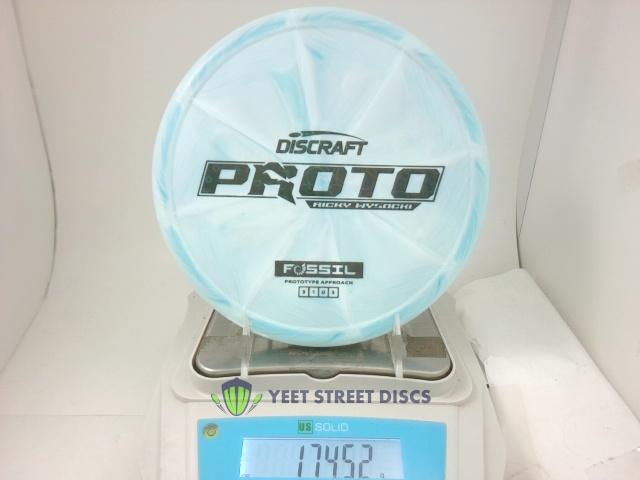 DISCRAFT
PROTO
RICKY WYSOCKI
FOSSIL
PROTOTYPE APPROACH
YEET STREET DISCS
US SOLID
174.52 g